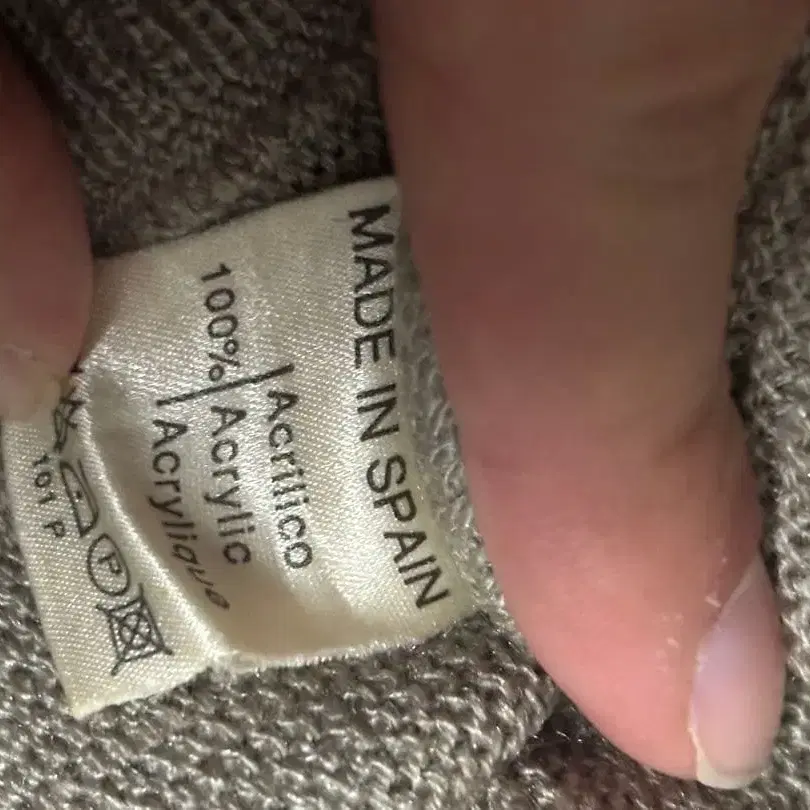 MADE IN SPAIN
Acrílico
100% Acrylic
Acrylique
P
101 P